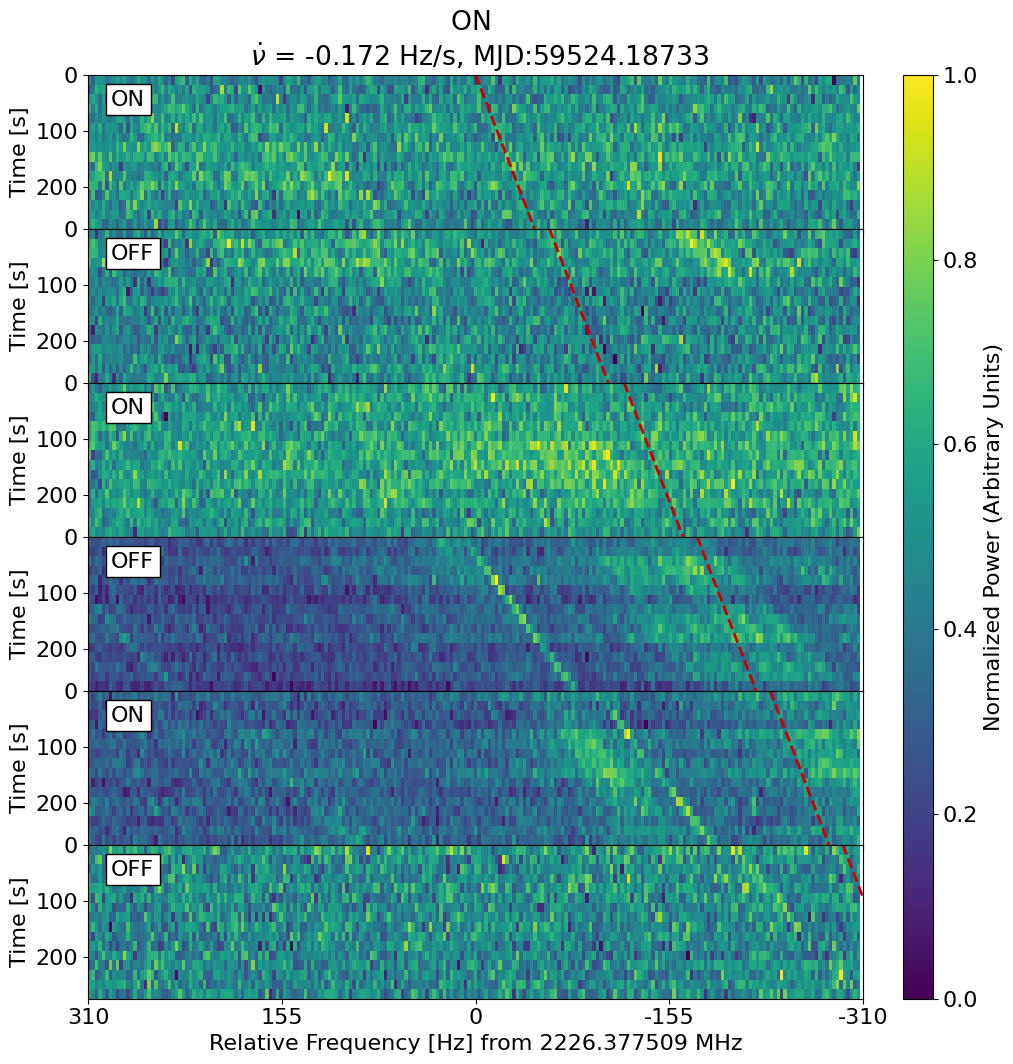 ON
ν̇ = -0.172 Hz/s, MJD:59524.18733
0
100
200
Time [s]
ON
0
100
200
Time [s]
OFF
0
100
200
Time [s]
ON
0
100
200
Time [s]
OFF
0
100
200
Time [s]
ON
0
100
200
Time [s]
OFF
310 155 0 -155 -310
Relative Frequency [Hz] from 2226.377509 MHz
1.0
0.8
0.6
0.4
0.2
0.0
Normalized Power (Arbitrary Units)